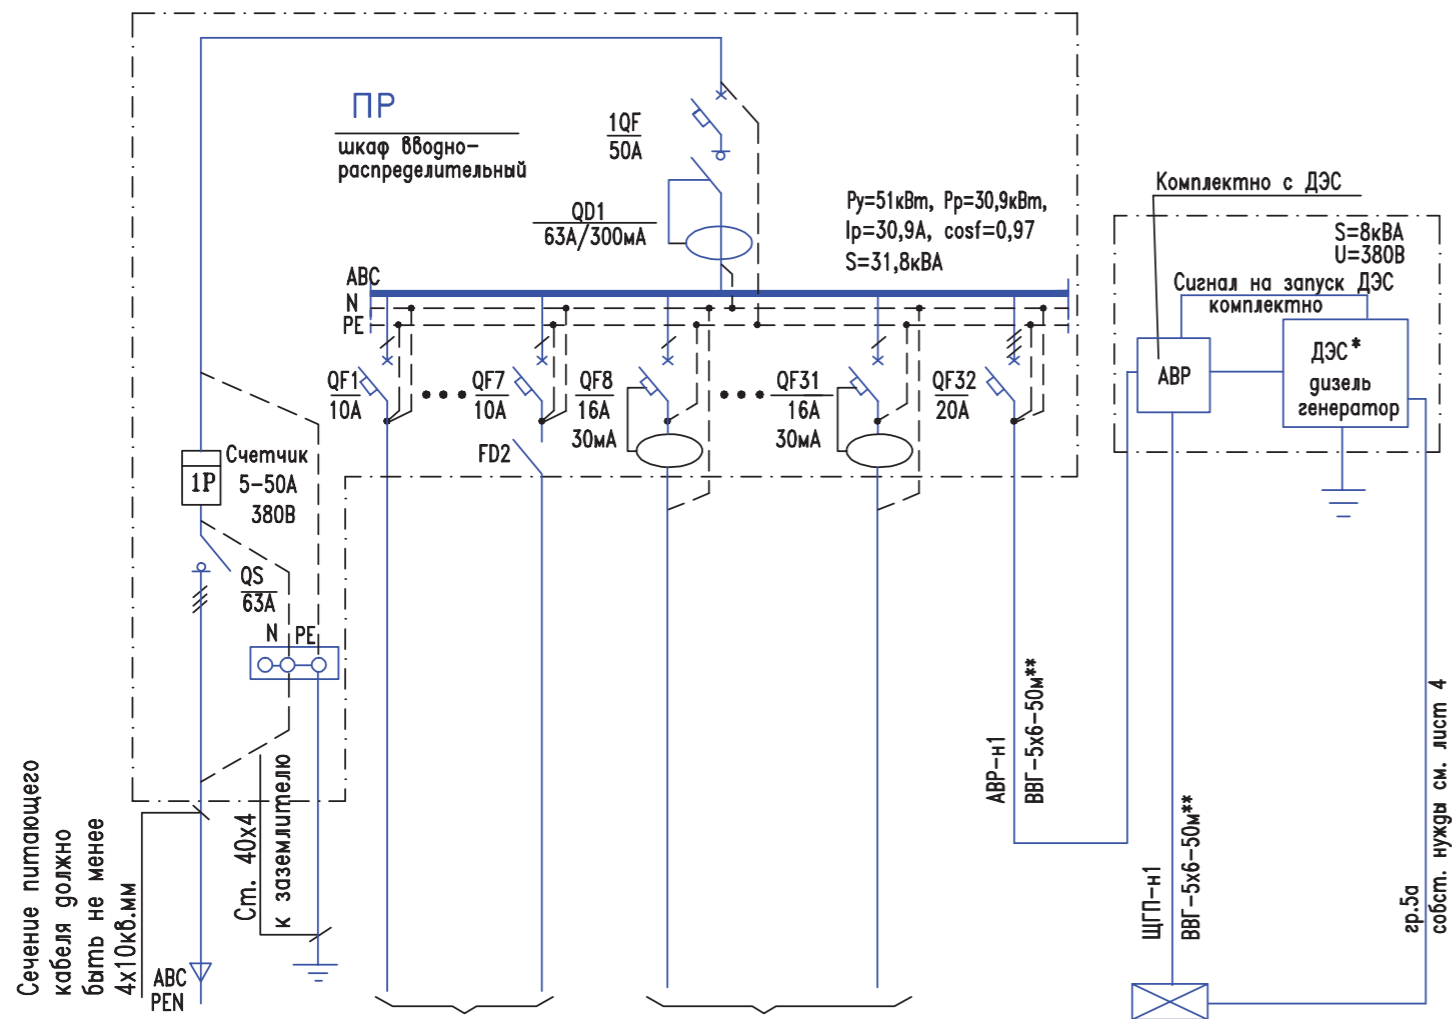 ПР
шкаф вводно-
распределительный
1QF
50А
QD1
63А/300мА
Ру=51кВт, Рр=30,9кВт,
Iр=30,9А, cosf=0,97
S=31,8кВА
АВС
N
РЕ
QF1
10А
QF7
10А
FD2
QF8
16А
30мА
QF31
16А
30мА
QF32
20А
Комплектно с ДЭС
S=8кВА
U=380В
Сигнал на запуск ДЭС
комплектно
АВР
ДЭС*
дизель
генератор
1Р
Счетчик
5-50А
380В
QS
63А
N РЕ
Сечение питающего
кабеля должно
быть не менее
4х10кв.мм
АВС
PEN
Ст. 40х4
к заземлителю
АВР-н1
ВВГ-5х6-50м**
ЩГП-н1
ВВГ-5х6-50м**
гр.5а
собст. нужды см. лист 4